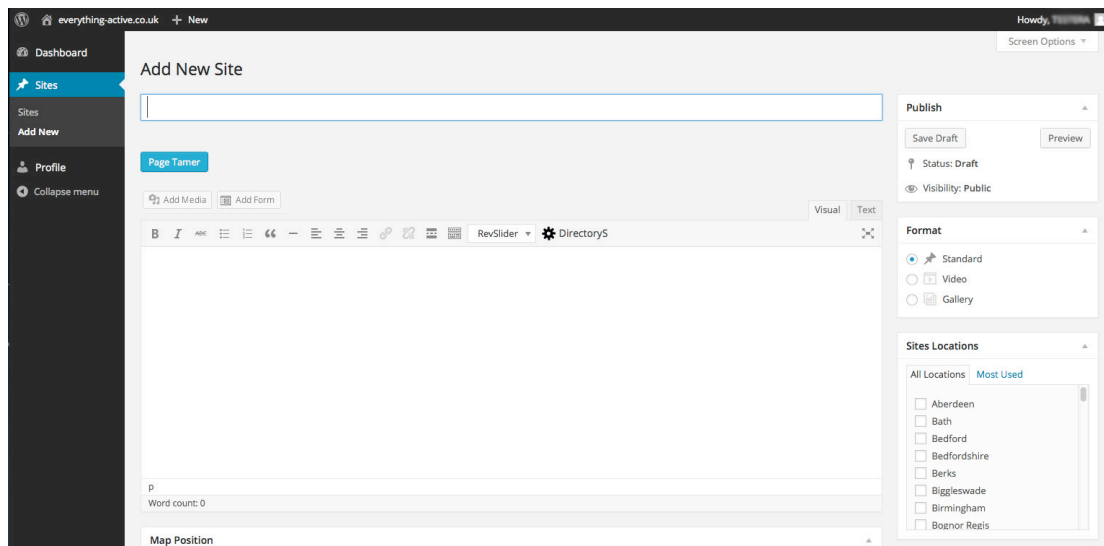 everything-active.co.uk + New
Howdy,
Screen Options
Dashboard
Sites
Sites
Add New
Profile
Collapse menu
Add New Site
Page Tamer
Add Media
Add Form
Visual
Text
B I ABC
RevSlider
DirectoryS
p
Word count: 0
Map Position
Publish
Save Draft
Preview
Status: Draft
Visibility: Public
Format
Standard
Video
Gallery
Sites Locations
All Locations
Most Used
Aberdeen
Bath
Bedford
Bedfordshire
Berks
Biggleswade
Birmingham
Bognor Regis